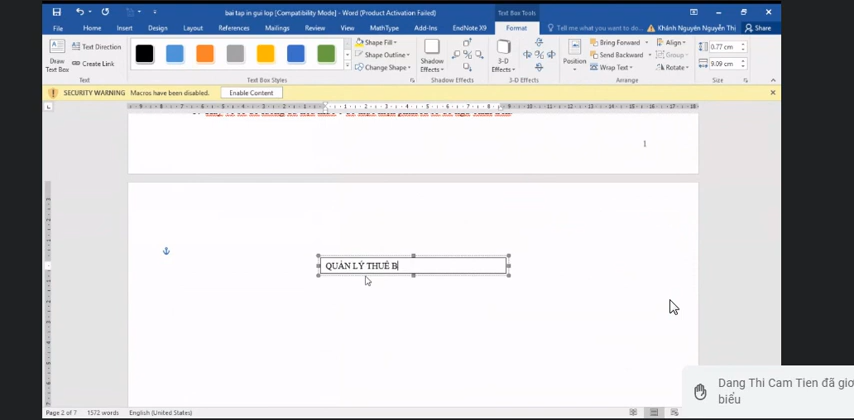 bai tap in gui lop [Compatibility Mode] - Word (Product Activation Failed)
Text Box Tools
File Home Insert Design Layout References Mailings Review View MathType Add-Ins EndNote X9 Format Tell me what you want to do... Khánh Nguyên Nguyễn Thị Share
Draw Text Box
Text Direction
Create Link
Shape Fill
Shape Outline
Change Shape
Shadow Effects
3-D Effects
Position
Bring Forward
Send Backward
Wrap Text
Align
Group
Rotate
0.77 cm
9.09 cm
Text Text Box Styles Shadow Effects 3-D Effects Arrange Size
SECURITY WARNING Macros have been disabled. Enable Content
1
QUẢN LÝ THUÊ B
Dang Thi Cam Tien đã giơ
biểu
Page 2 of 7 1572 words English (United States)